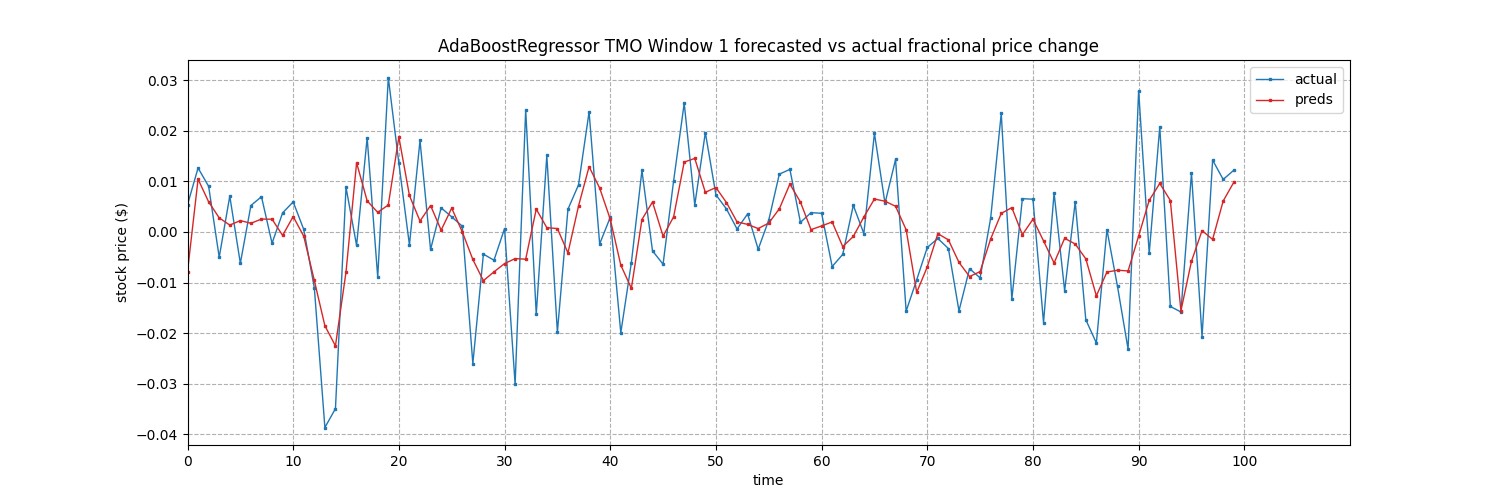 AdaBoostRegressor TMO Window 1 forecasted vs actual fractional price change
actual
preds
stock price ($)
0.03
0.02
0.01
0.00
−0.01
−0.02
−0.03
−0.04
0 10 20 30 40 50 60 70 80 90 100
time